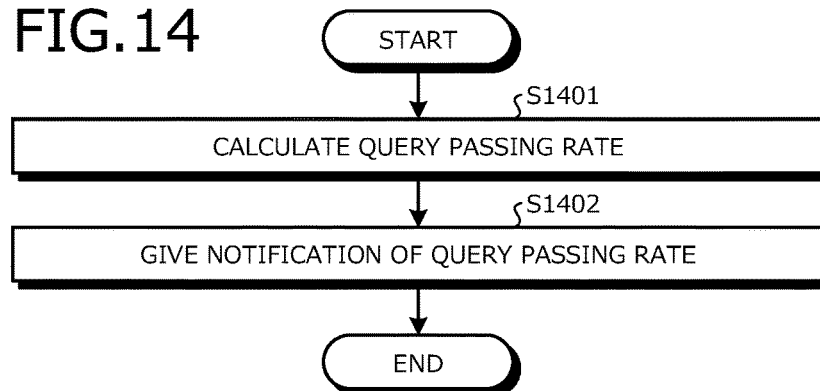 FIG.14
START
S1401
CALCULATE QUERY PASSING RATE
S1402
GIVE NOTIFICATION OF QUERY PASSING RATE
END